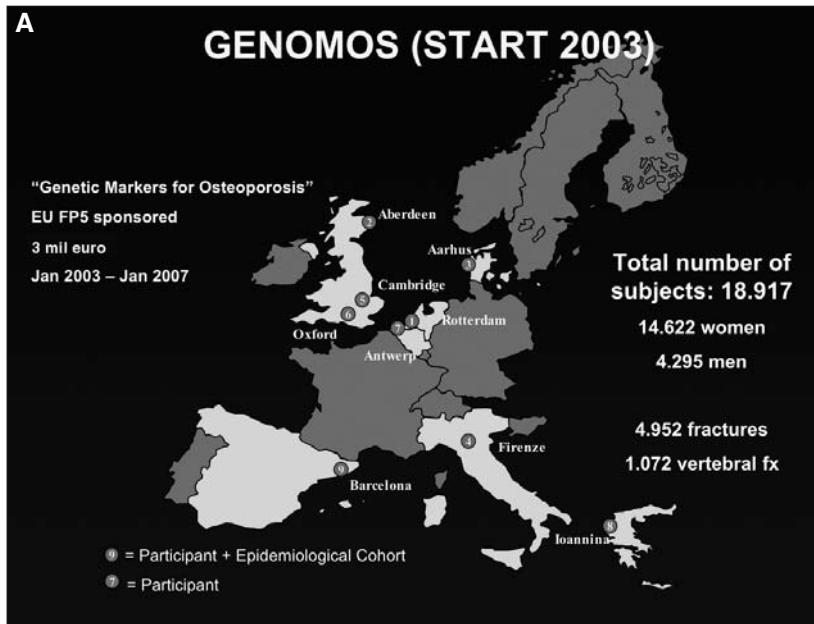 A
GENOMOS (START 2003)
“Genetic Markers for Osteoporosis”
EU FP5 sponsored
3 mil euro
Jan 2003 – Jan 2007
2 Aberdeen
Aarhus
3
Cambridge
5
6
Oxford
7 1 Rotterdam
Antwerp
Total number of
subjects: 18.917
14.622 women
4.295 men
4.952 fractures
1.072 vertebral fx
4
Firenze
9
Barcelona
8
Ioannina
9 = Participant + Epidemiological Cohort
7 = Participant